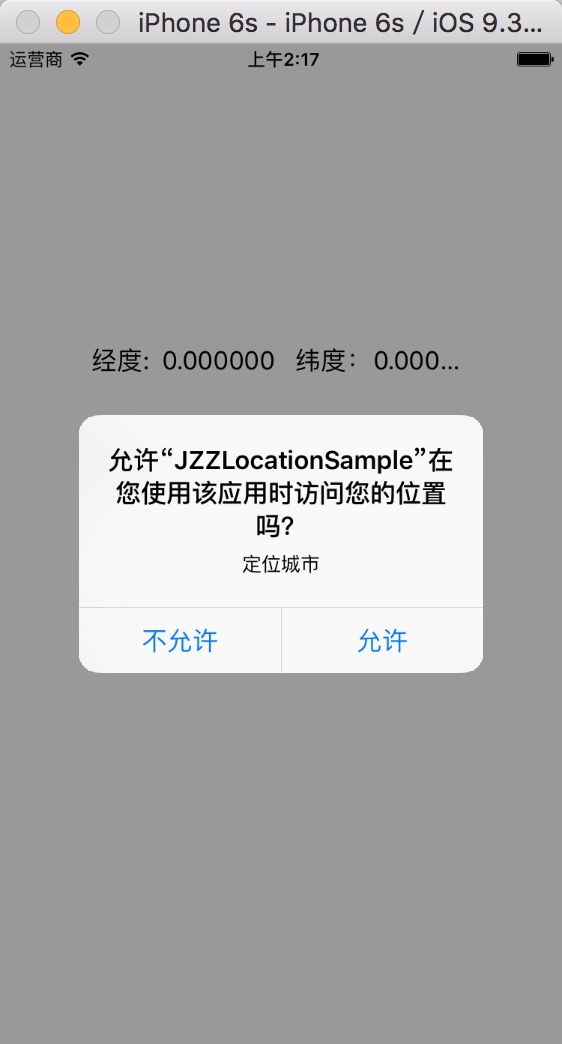 iPhone 6s - iPhone 6s / iOS 9.3...
运营商 上午2:17
经度: 0.000000 纬度： 0.000...
允许“JZZLocationSample”在
您使用该应用时访问您的位置
吗?
定位城市
不允许 允许